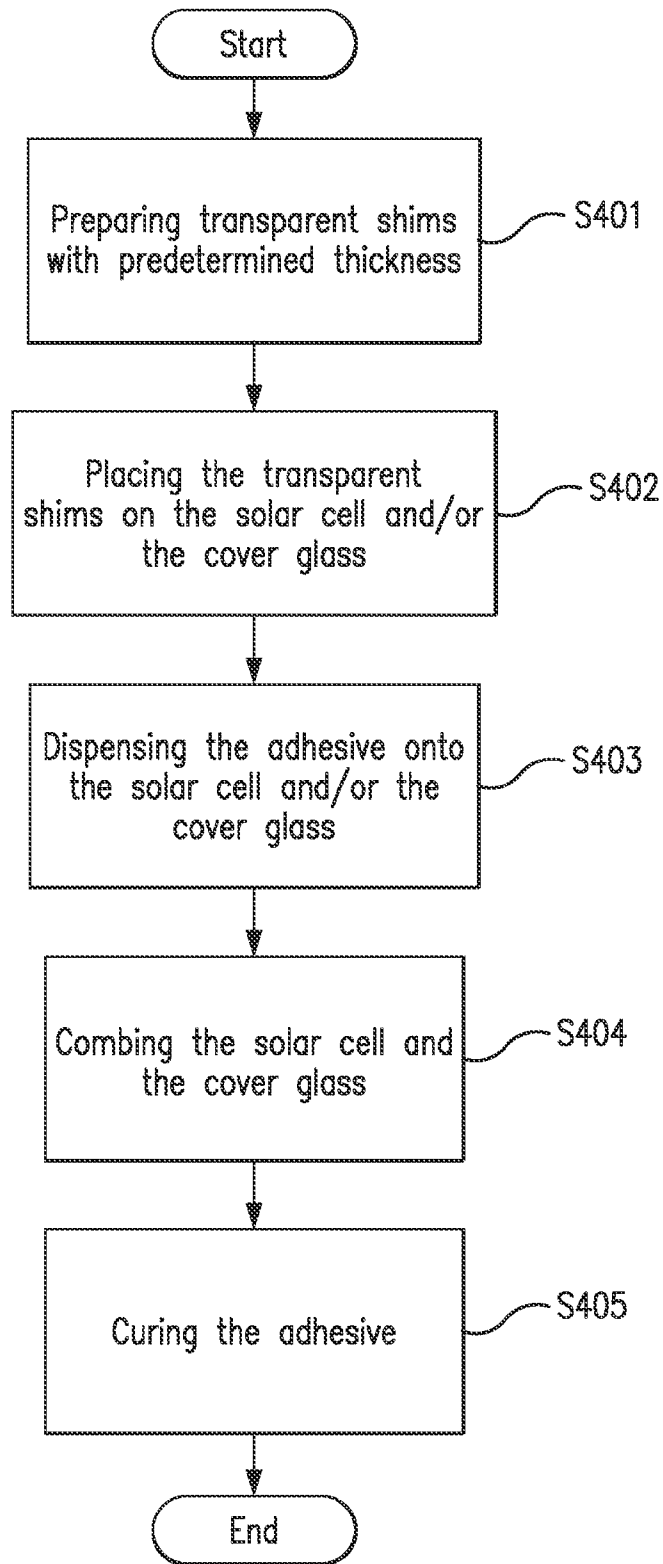 Start
Preparing transparent shims
with predetermined thickness
S401
Placing the transparent
shims on the solar cell and/or
the cover glass
S402
Dispensing the adhesive onto
the solar cell and/or the
cover glass
S403
Combing the solar cell and
the cover glass
S404
Curing the adhesive
S405
End